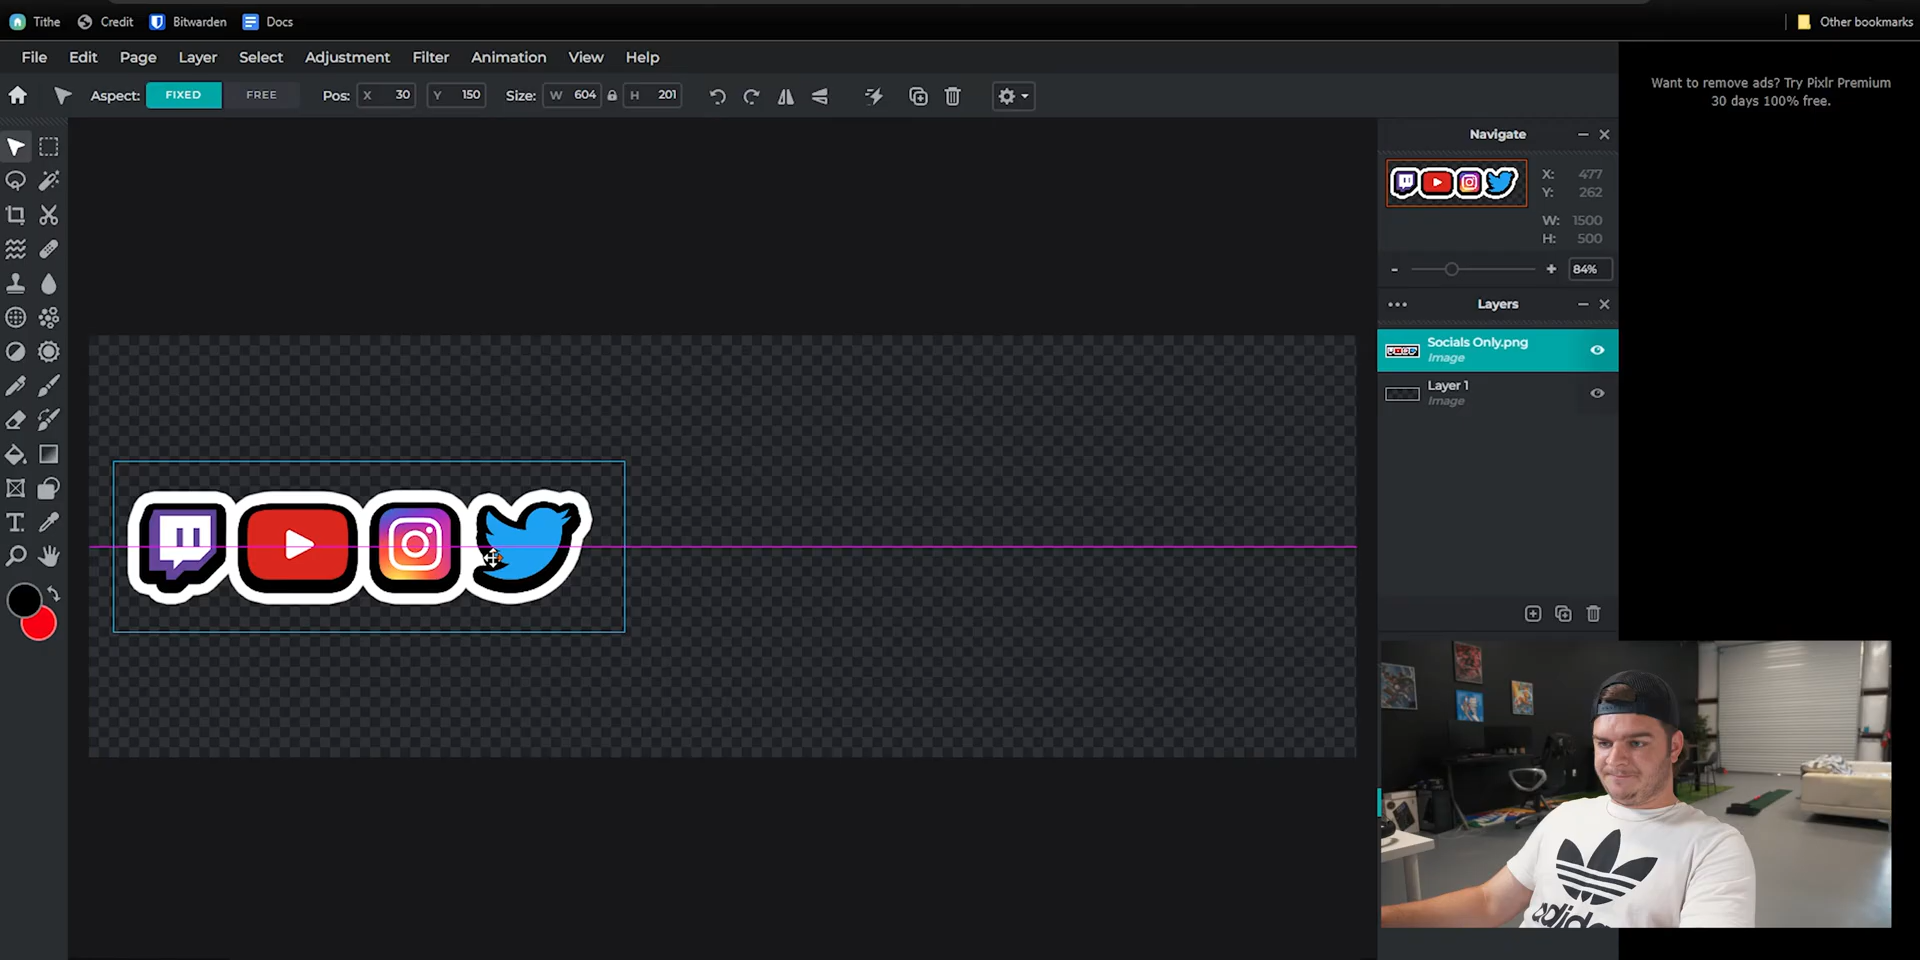 Tithe Credit Bitwarden Docs Other bookmarks
File Edit Page Layer Select Adjustment Filter Animation View Help
Aspect: FIXED FREE Pos: X 30 Y 150 Size: W 604 H 201
Want to remove ads? Try Pixlr Premium
30 days 100% free.
Navigate
X: 477
Y: 262
W: 1500
H: 500
- + 84%
Layers
Socials Only.png
Image
Layer 1
Image
T
adidas